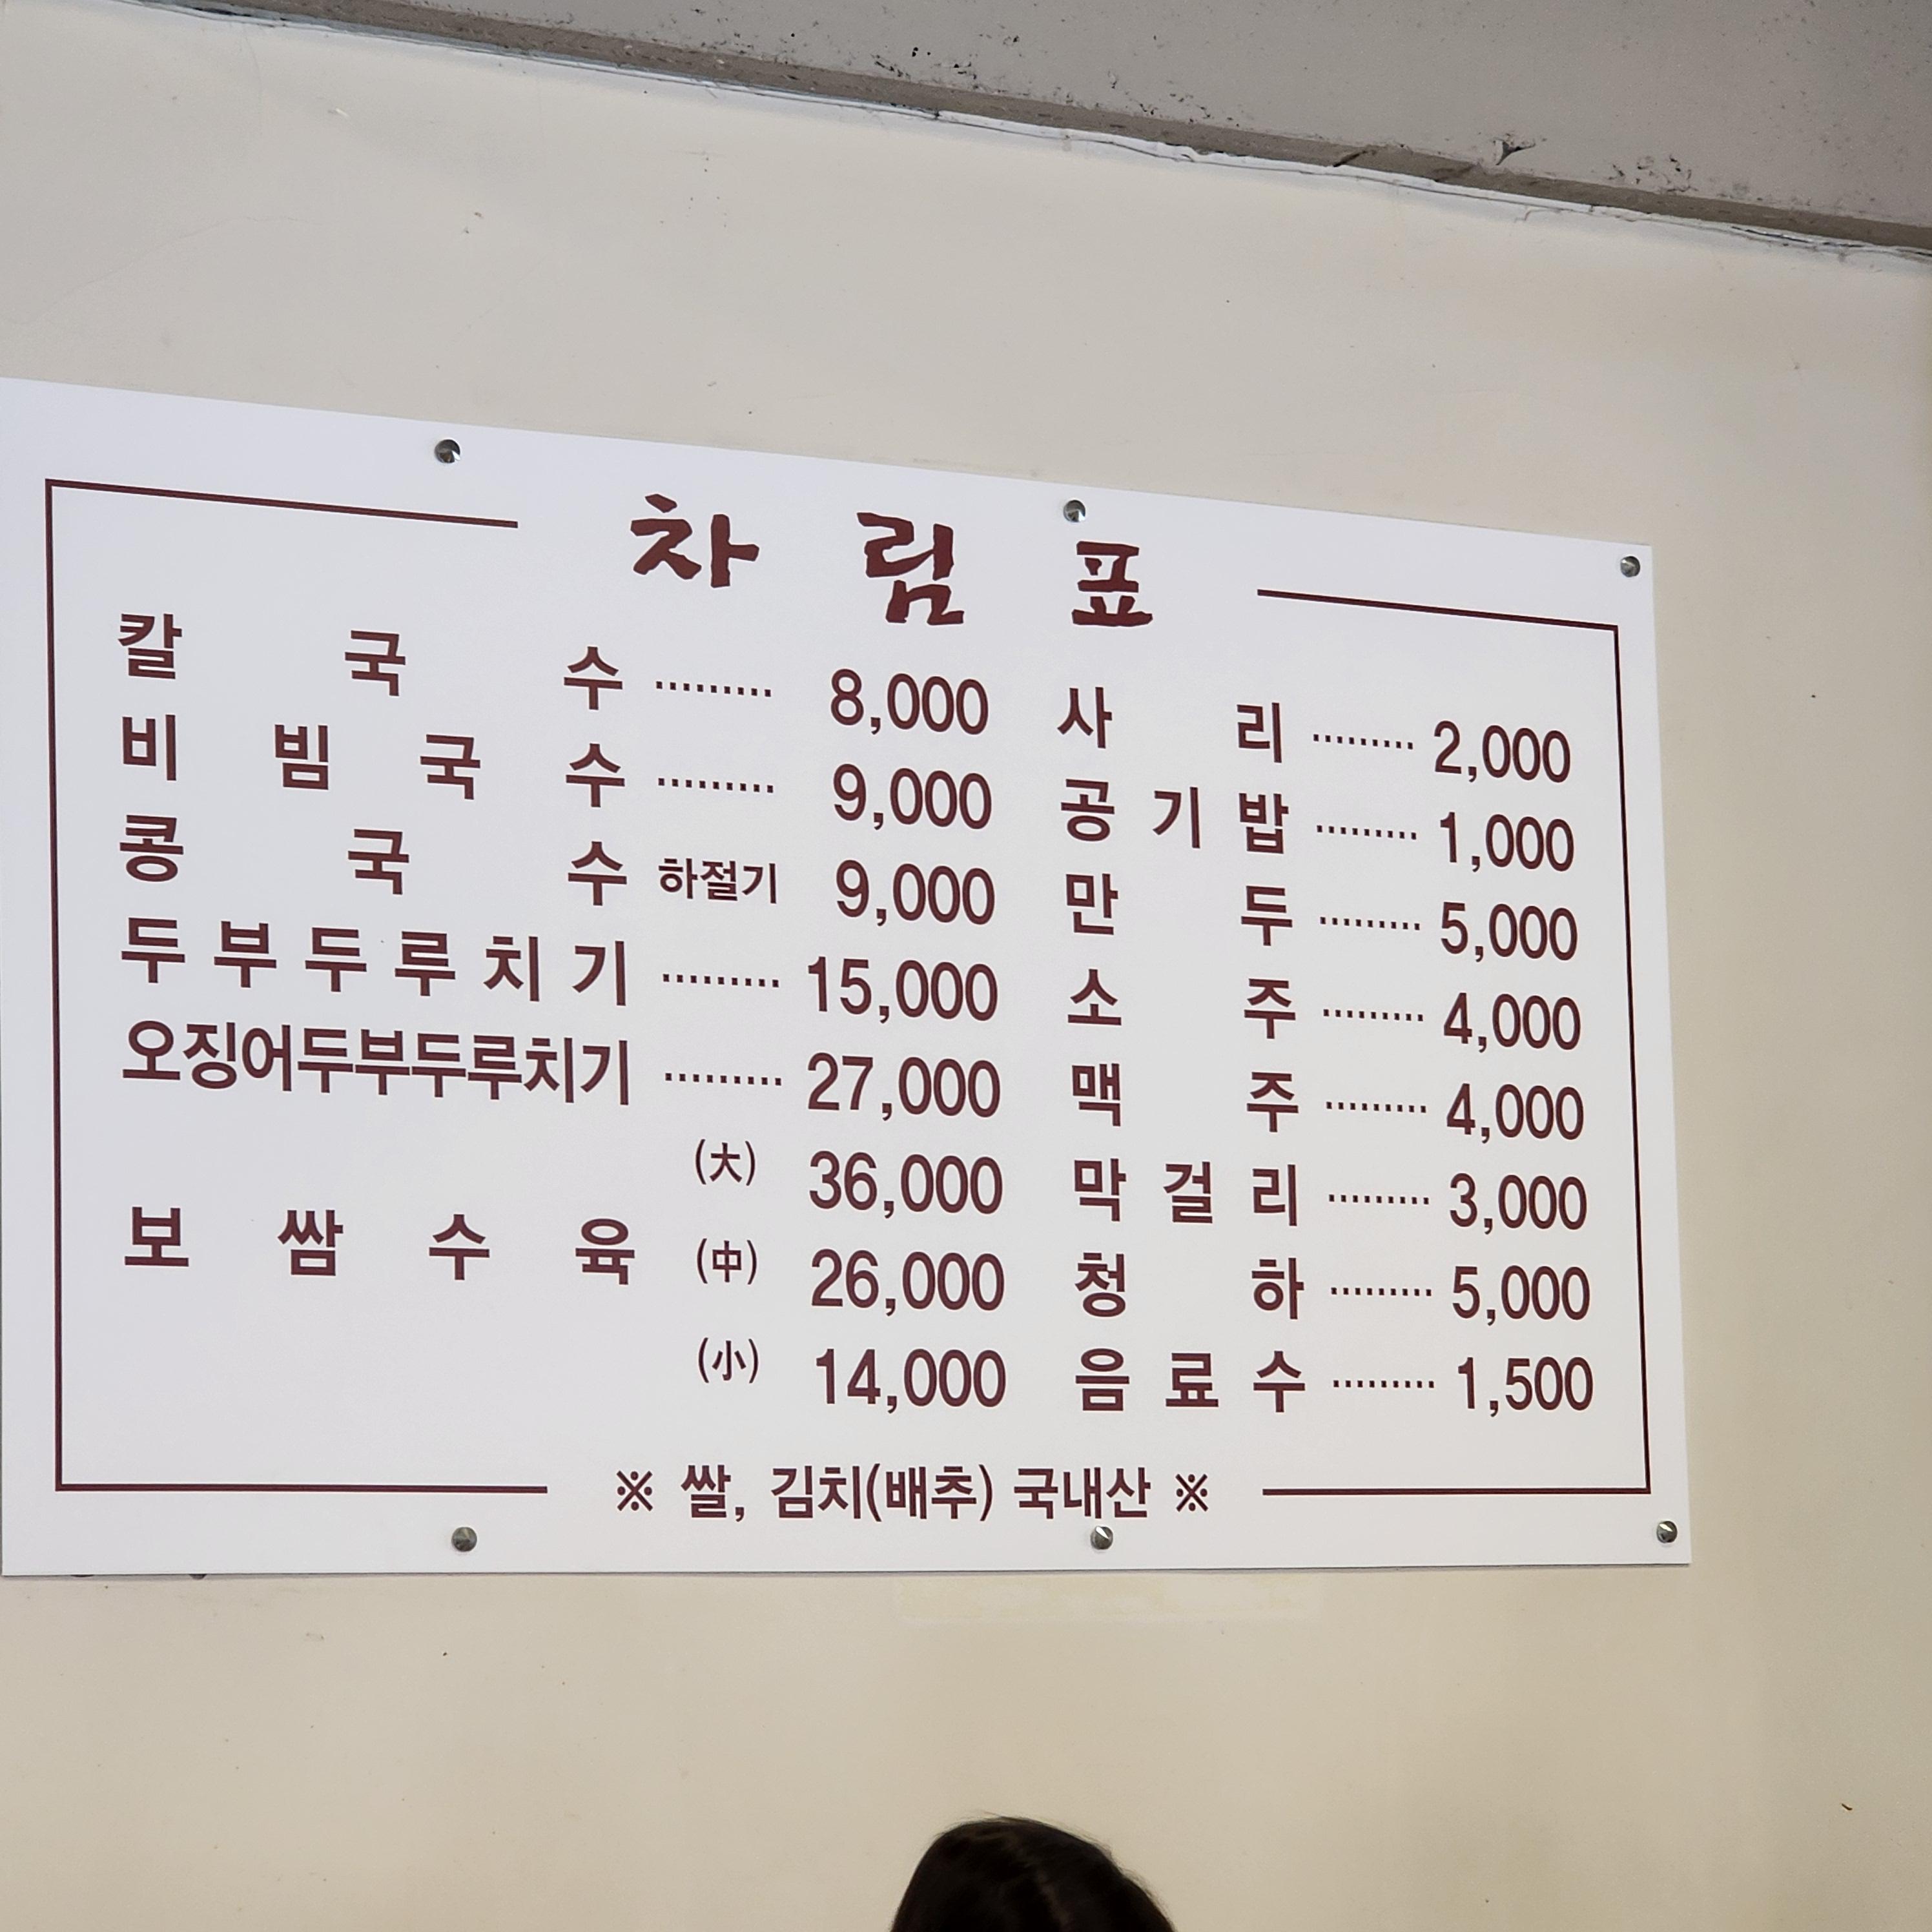 차림표
칼국수 ········· 8,000
비빔국수 ········· 9,000
콩국수 하절기 9,000
두부두루치기 ········· 15,000
오징어두부두루치기 ········· 27,000
(大) 36,000
보쌈수육 (中) 26,000
(小) 14,000
사리 ········· 2,000
공기밥 ········· 1,000
만두 ········· 5,000
소주 ········· 4,000
맥주 ········· 4,000
막걸리 ········· 3,000
청하 ········· 5,000
음료수 ········· 1,500
※ 쌀, 김치(배추) 국내산 ※